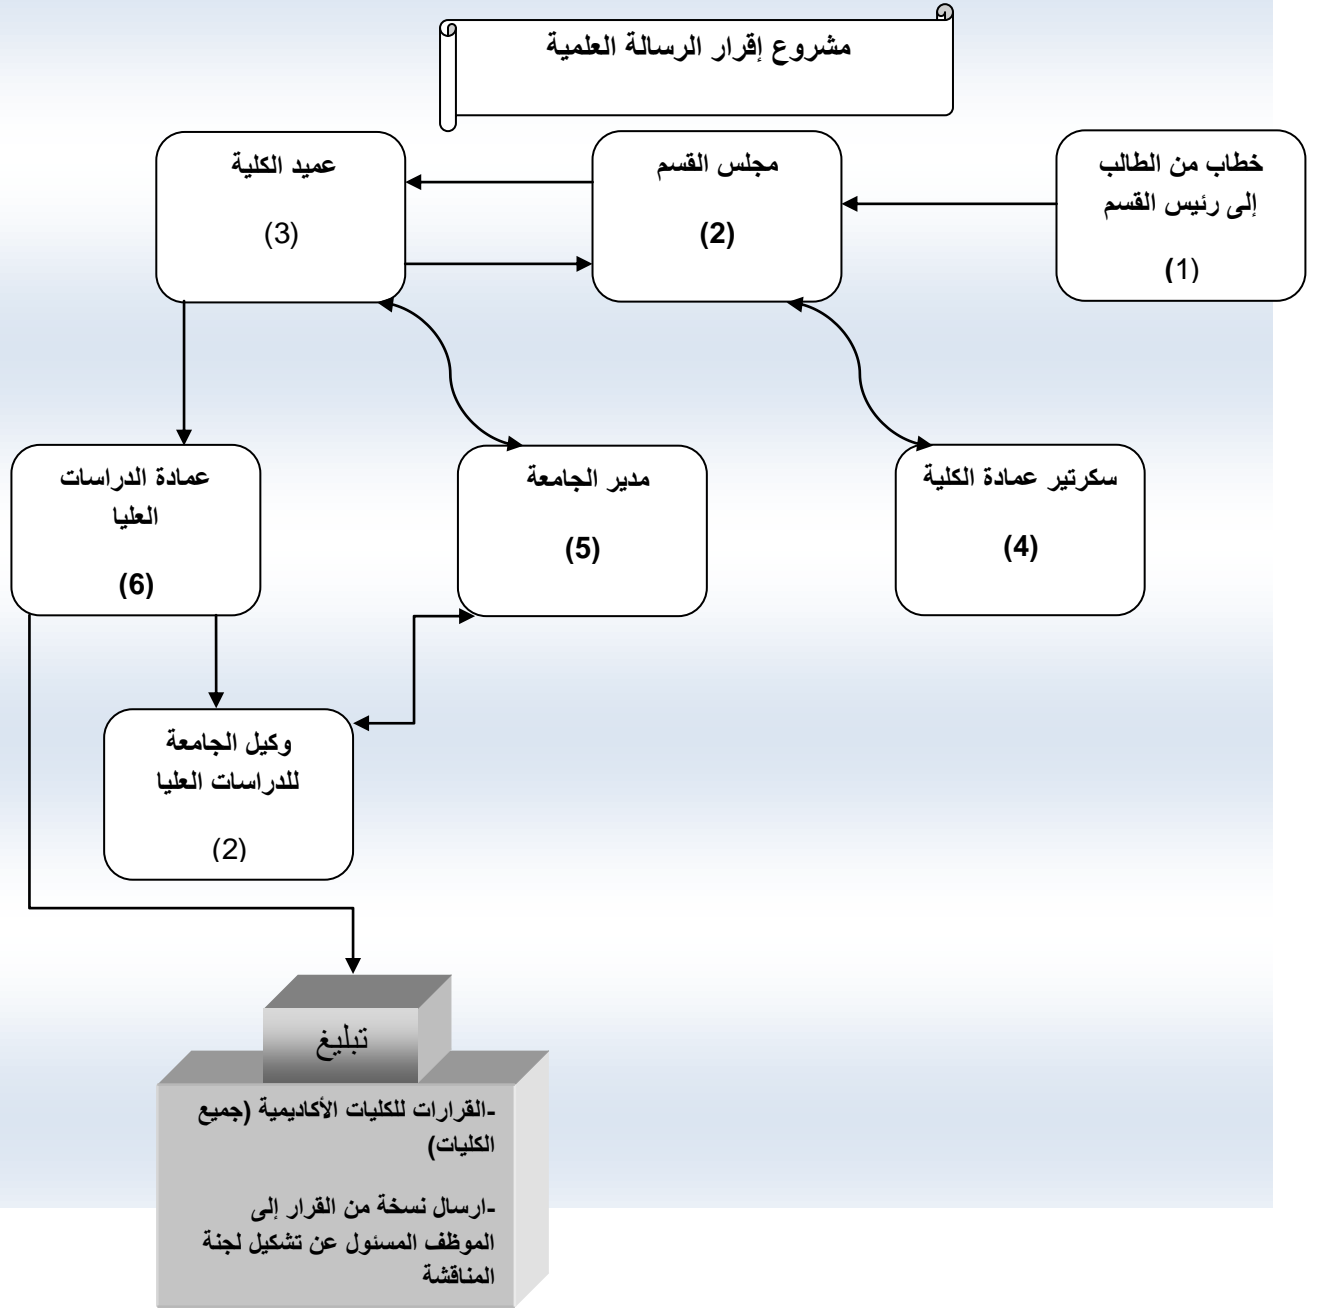 مشروع إقرار الرسالة العلمية
خطاب من الطالب
إلى رئيس القسم
(1)
مجلس القسم
(2)
عميد الكلية
(3)
سكرتير عمادة الكلية
(4)
مدير الجامعة
(5)
عمادة الدراسات
العليا
(6)
وكيل الجامعة
للدراسات العليا
(2)
تبليغ
-القرارات للكليات الأكاديمية (جميع
الكليات)
-ارسال نسخة من القرار إلى
الموظف المسئول عن تشكيل لجنة
المناقشة